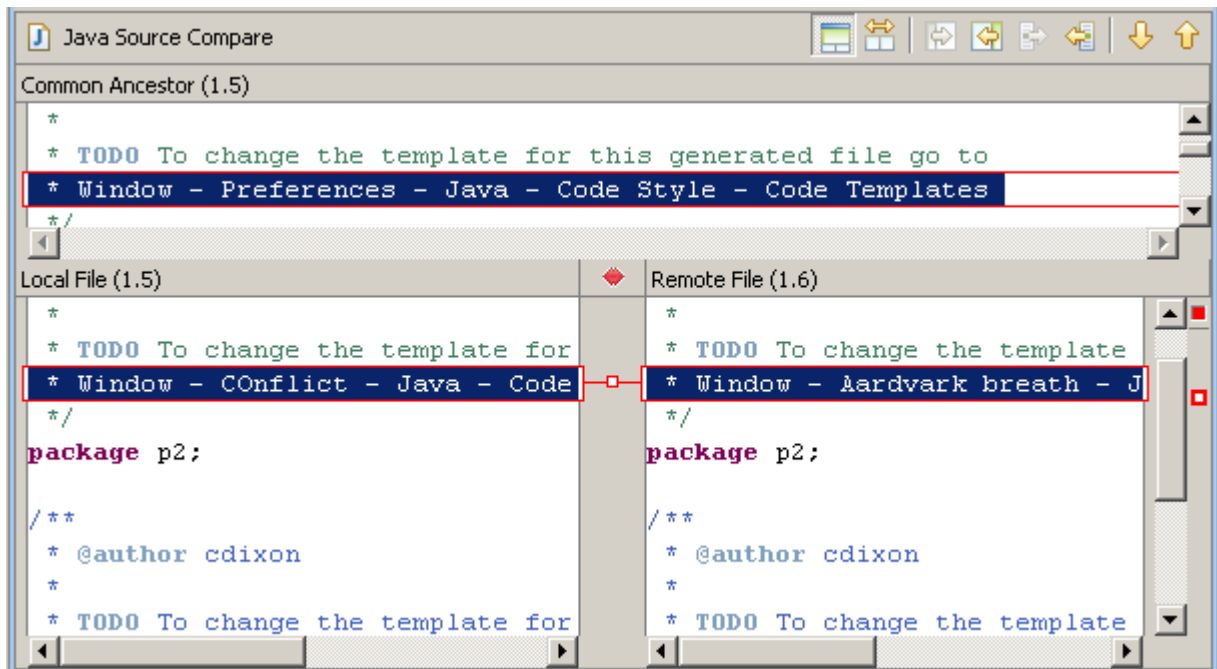 Java Source Compare
Common Ancestor (1.5)
*
* TODO To change the template for this generated file go to
* Window - Preferences - Java - Code Style - Code Templates
*/
Local File (1.5)
*
* TODO To change the template for
* Window - COnflict - Java - Code
*/
package p2;
/**
* @author cdixon
*
* TODO To change the template for
Remote File (1.6)
*
* TODO To change the template
* Window - Aardvark breath - J
*/
package p2;
/**
* @author cdixon
*
* TODO To change the template